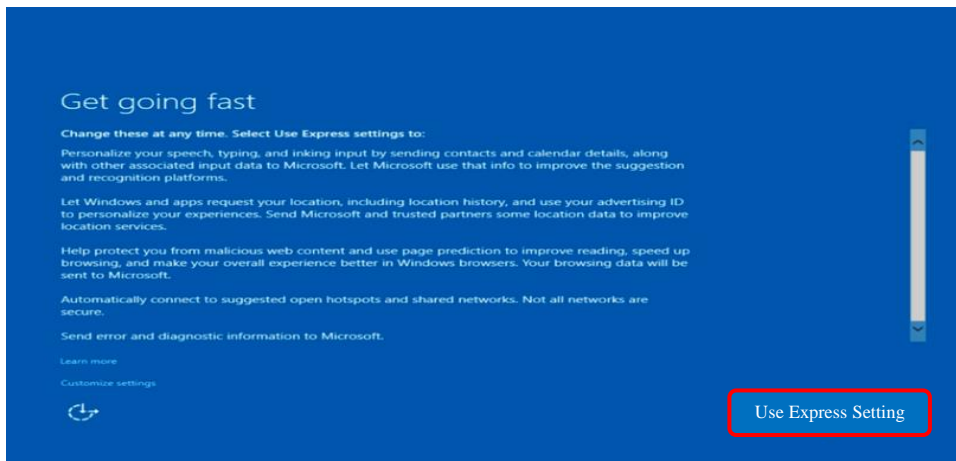 Get going fast
Change these at any time. Select Use Express settings to:
Personalize your speech, typing, and inking input by sending contacts and calendar details, along
with other associated input data to Microsoft. Let Microsoft use that info to improve the suggestion
and recognition platforms.
Let Windows and apps request your location, including location history, and use your advertising ID
to personalize your experiences. Send Microsoft and trusted partners some location data to improve
location services.
Help protect you from malicious web content and use page prediction to improve reading, speed up
browsing, and make your overall experience better in Windows browsers. Your browsing data will be
sent to Microsoft.
Automatically connect to suggested open hotspots and shared networks. Not all networks are
secure.
Send error and diagnostic information to Microsoft.
Learn more
Customize settings
Use Express Setting